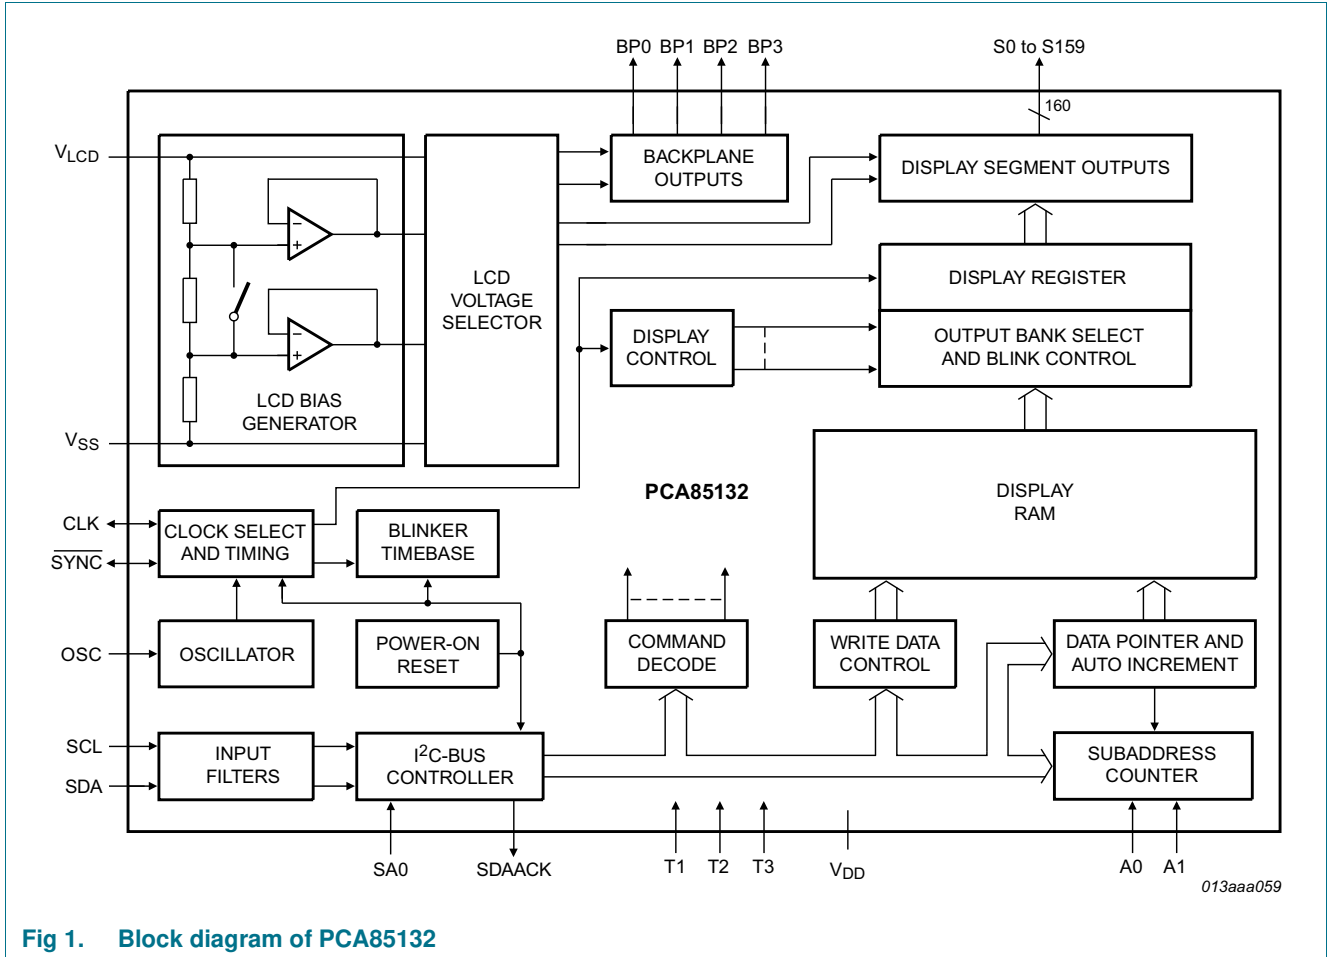 BP0 BP1 BP2 BP3
S0 to S159
160
VLCD
BACKPLANE
OUTPUTS
DISPLAY SEGMENT OUTPUTS
−
+
LCD
VOLTAGE
SELECTOR
DISPLAY REGISTER
−
+
DISPLAY
CONTROL
OUTPUT BANK SELECT
AND BLINK CONTROL
LCD BIAS
GENERATOR
VSS
PCA85132
DISPLAY
RAM
CLK
SYNC
CLOCK SELECT
AND TIMING
BLINKER
TIMEBASE
OSC
OSCILLATOR
POWER-ON
RESET
COMMAND
DECODE
WRITE DATA
CONTROL
DATA POINTER AND
AUTO INCREMENT
SCL
SDA
INPUT
FILTERS
I2C-BUS
CONTROLLER
SUBADDRESS
COUNTER
SA0
SDAACK
T1
T2
T3
VDD
A0
A1
013aaa059
Fig 1. Block diagram of PCA85132